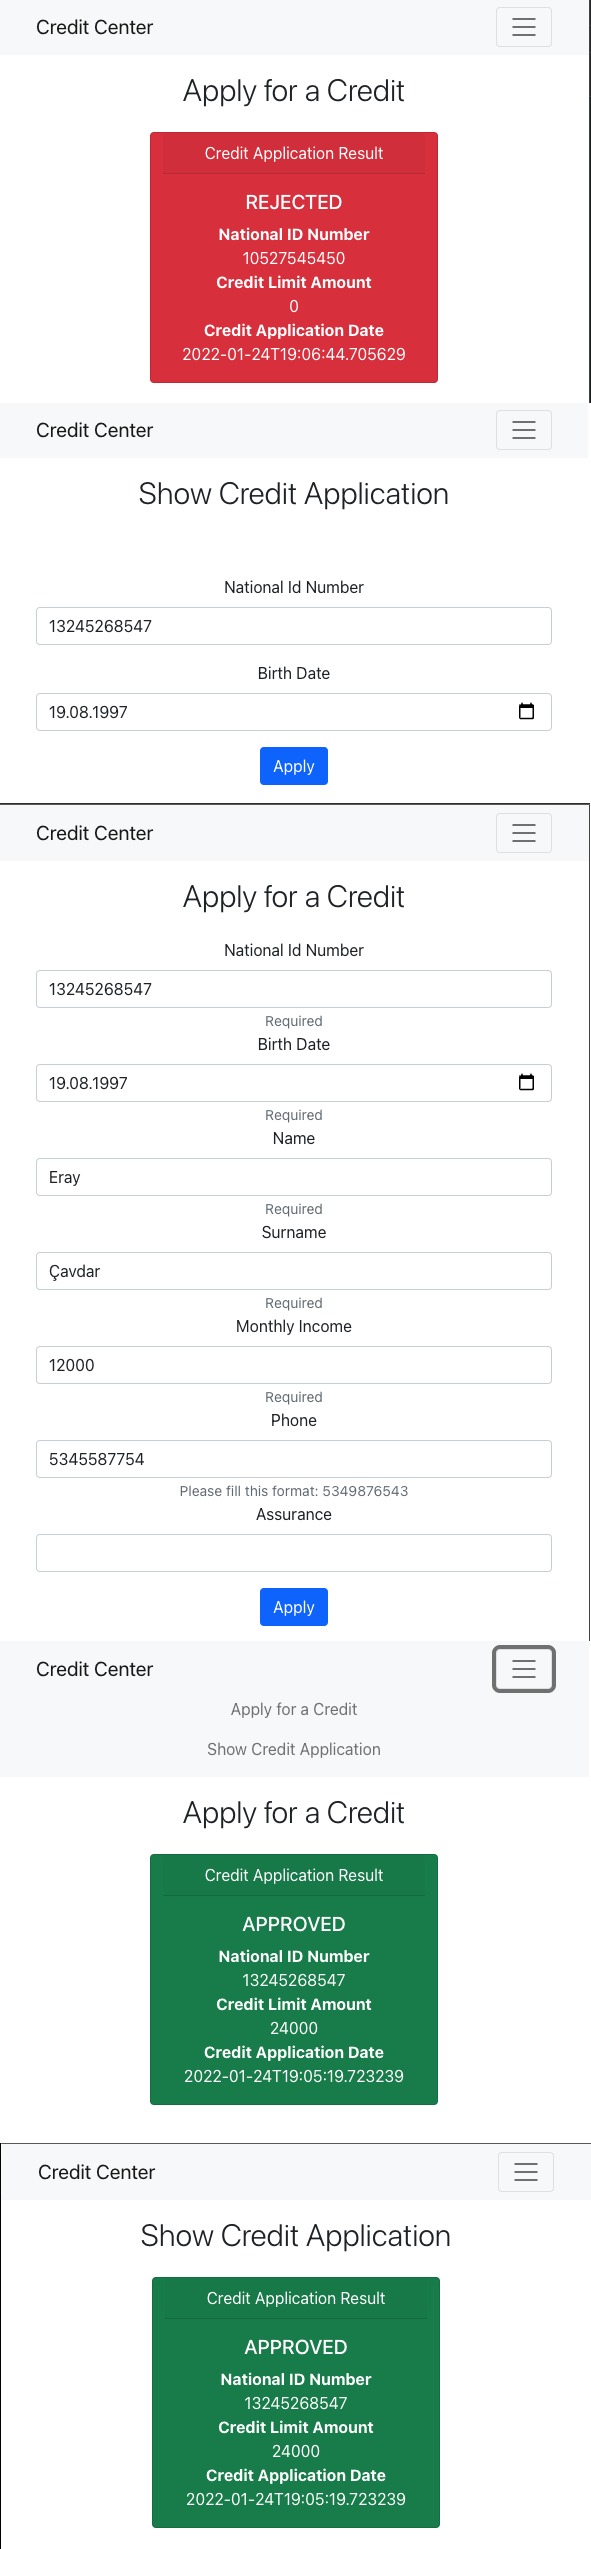 Credit Center
Apply for a Credit
Credit Application Result
REJECTED
National ID Number
10527545450
Credit Limit Amount
0
Credit Application Date
2022-01-24T19:06:44.705629
Credit Center
Show Credit Application
National Id Number
13245268547
Birth Date
19.08.1997
Apply
Credit Center
Apply for a Credit
National Id Number
13245268547
Required
Birth Date
19.08.1997
Required
Name
Eray
Required
Surname
Çavdar
Required
Monthly Income
12000
Required
Phone
5345587754
Please fill this format: 5349876543
Assurance
Apply
Credit Center
Apply for a Credit
Show Credit Application
Apply for a Credit
Credit Application Result
APPROVED
National ID Number
13245268547
Credit Limit Amount
24000
Credit Application Date
2022-01-24T19:05:19.723239
Credit Center
Show Credit Application
Credit Application Result
APPROVED
National ID Number
13245268547
Credit Limit Amount
24000
Credit Application Date
2022-01-24T19:05:19.723239